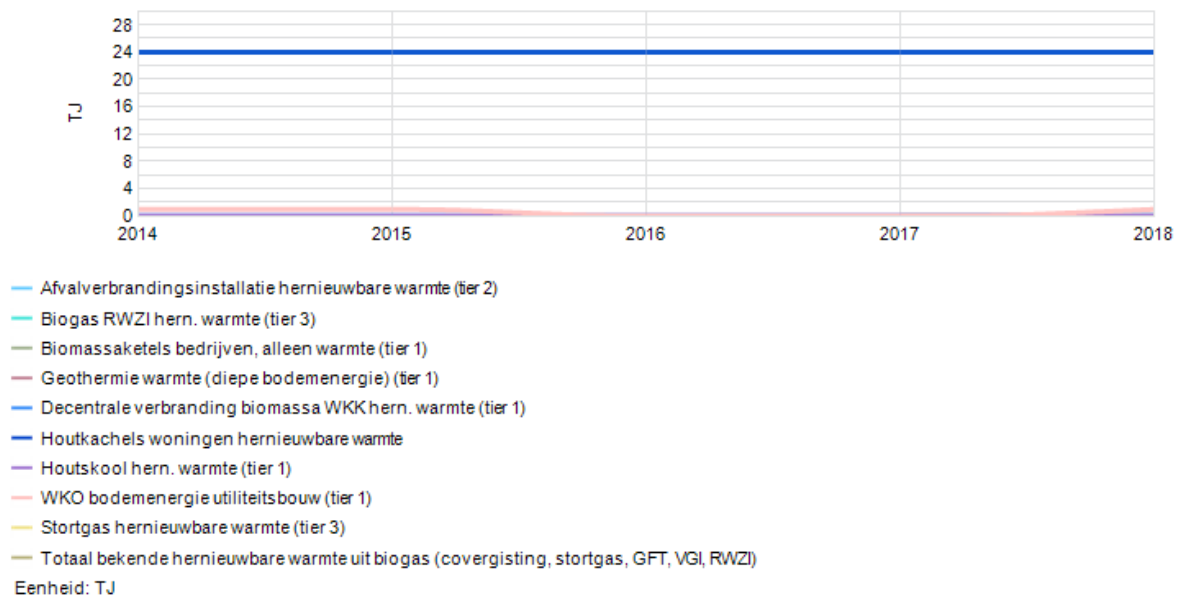 28
24
20
16
12
8
4
0
TJ
2014 2015 2016 2017 2018
Afvalverbrandingsinstallatie hernieuwbare warmte (tier 2)
Biogas RWZI hern. warmte (tier 3)
Biomassaketels bedrijven, alleen warmte (tier 1)
Geothermie warmte (diepe bodemenergie) (tier 1)
Decentrale verbranding biomassa WKK hern. warmte (tier 1)
Houtkachels woningen hernieuwbare warmte
Houtskool hern. warmte (tier 1)
WKO bodemenergie utiliteitsbouw (tier 1)
Stortgas hernieuwbare warmte (tier 3)
Totaal bekende hernieuwbare warmte uit biogas (covergisting, stortgas, GFT, VGI, RWZI)
Eenheid: TJ